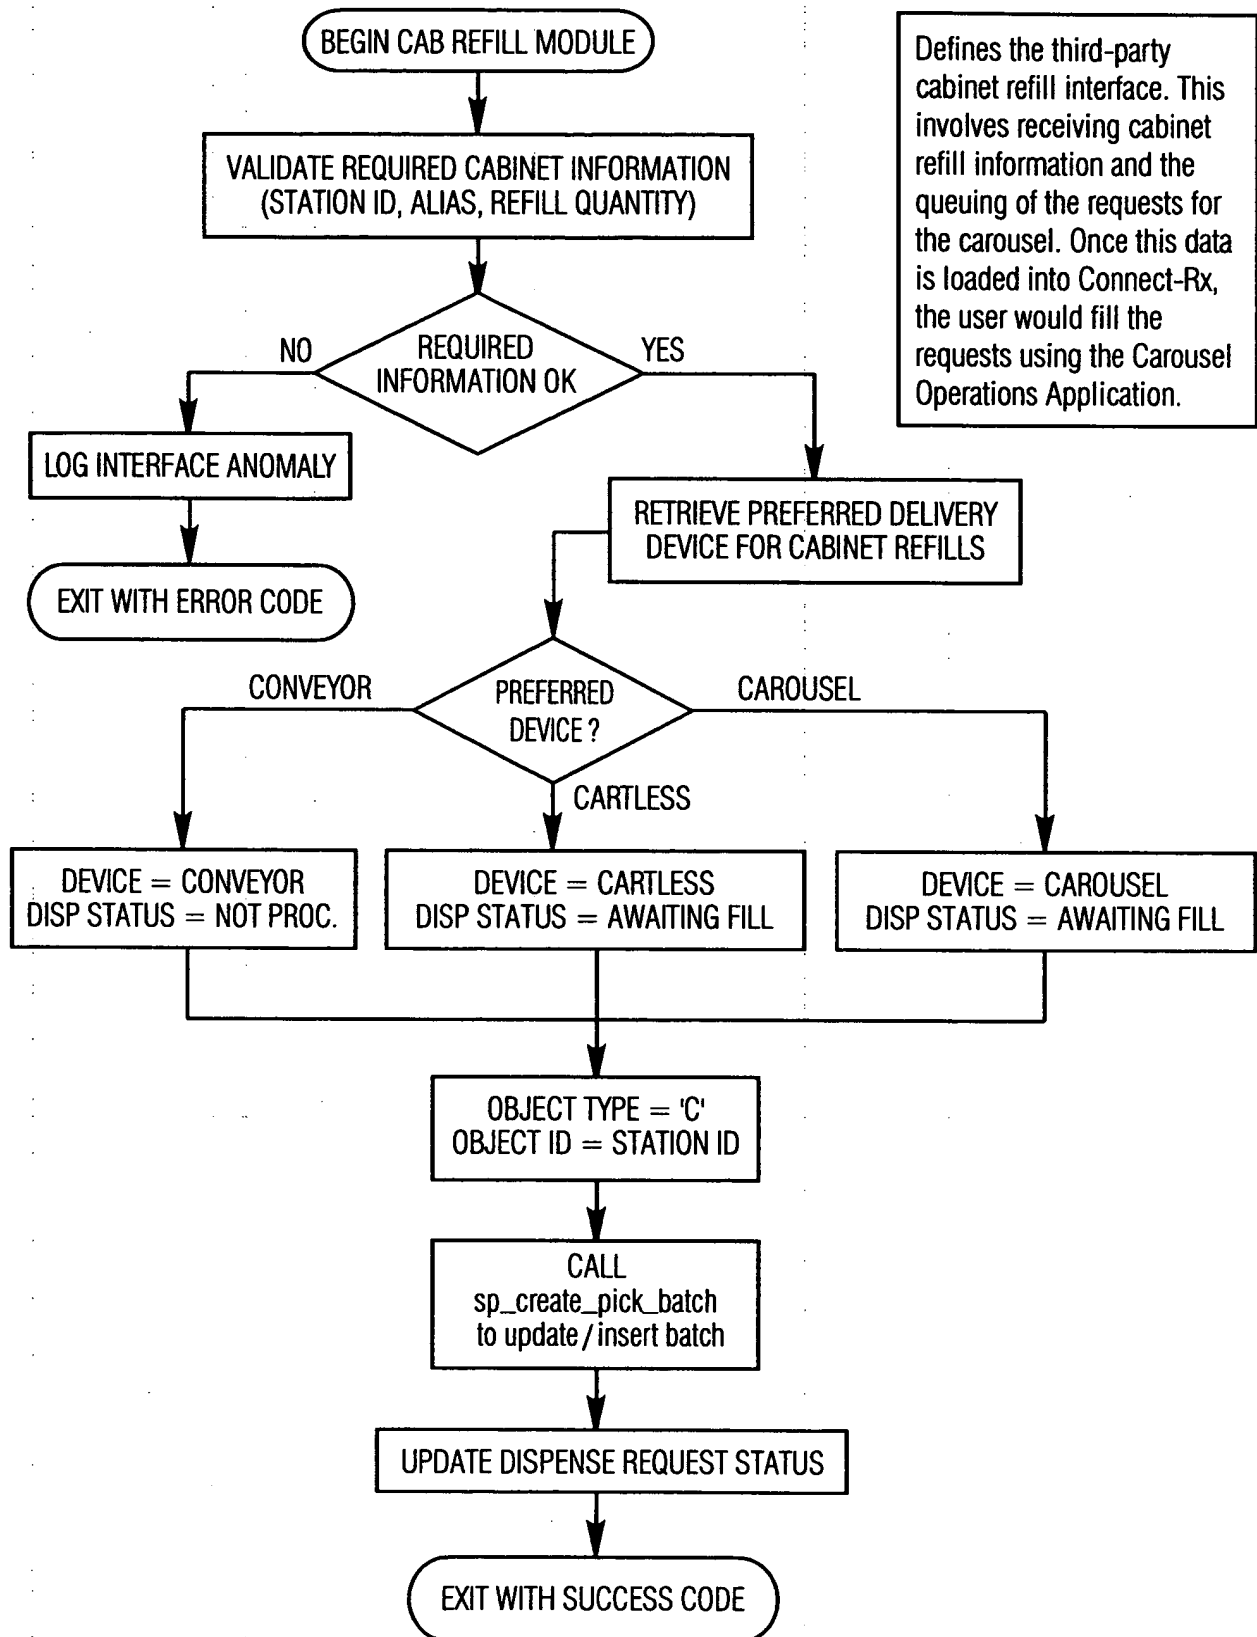 BEGIN CAB REFILL MODULE
Defines the third-party
cabinet refill interface. This
involves receiving cabinet
refill information and the
queuing of the requests for
the carousel. Once this data
is loaded into Connect-Rx,
the user would fill the
requests using the Carousel
Operations Application.
VALIDATE REQUIRED CABINET INFORMATION
(STATION ID, ALIAS, REFILL QUANTITY)
NO
REQUIRED
INFORMATION OK
YES
LOG INTERFACE ANOMALY
EXIT WITH ERROR CODE
RETRIEVE PREFERRED DELIVERY
DEVICE FOR CABINET REFILLS
CONVEYOR
PREFERRED
DEVICE?
CAROUSEL
CARTLESS
DEVICE = CONVEYOR
DISP STATUS = NOT PROC.
DEVICE = CARTLESS
DISP STATUS = AWAITING FILL
DEVICE = CAROUSEL
DISP STATUS = AWAITING FILL
OBJECT TYPE = 'C'
OBJECT ID = STATION ID
CALL
sp_create_pick_batch
to update/insert batch
UPDATE DISPENSE REQUEST STATUS
EXIT WITH SUCCESS CODE